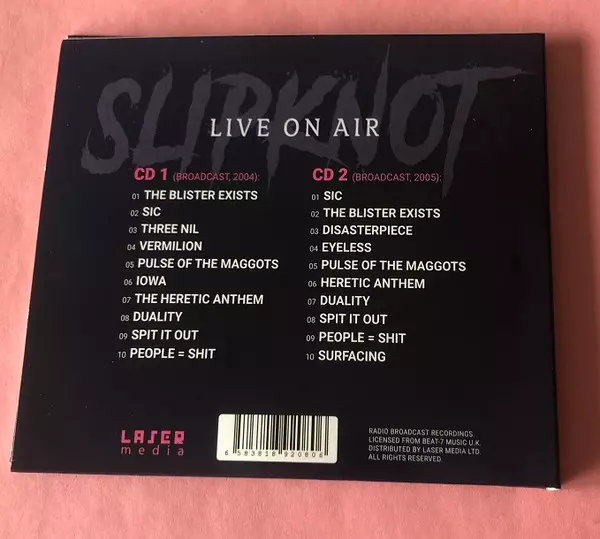 SLIPKNOT
LIVE ON AIR
CD 1 (BROADCAST, 2004):
01 THE BLISTER EXISTS
02 SIC
03 THREE NIL
04 VERMILION
05 PULSE OF THE MAGGOTS
06 IOWA
07 THE HERETIC ANTHEM
08 DUALITY
09 SPIT IT OUT
10 PEOPLE = SHIT
CD 2 (BROADCAST, 2005):
01 SIC
02 THE BLISTER EXISTS
03 DISASTERPIECE
04 EYELESS
05 PULSE OF THE MAGGOTS
06 HERETIC ANTHEM
07 DUALITY
08 SPIT IT OUT
09 PEOPLE = SHIT
10 SURFACING
LASER
media
6 583818 920806
RADIO BROADCAST RECORDINGS.
LICENSED FROM BEAT-7 MUSIC U.K.
DISTRIBUTED BY LASER MEDIA LTD.
ALL RIGHTS RESERVED.